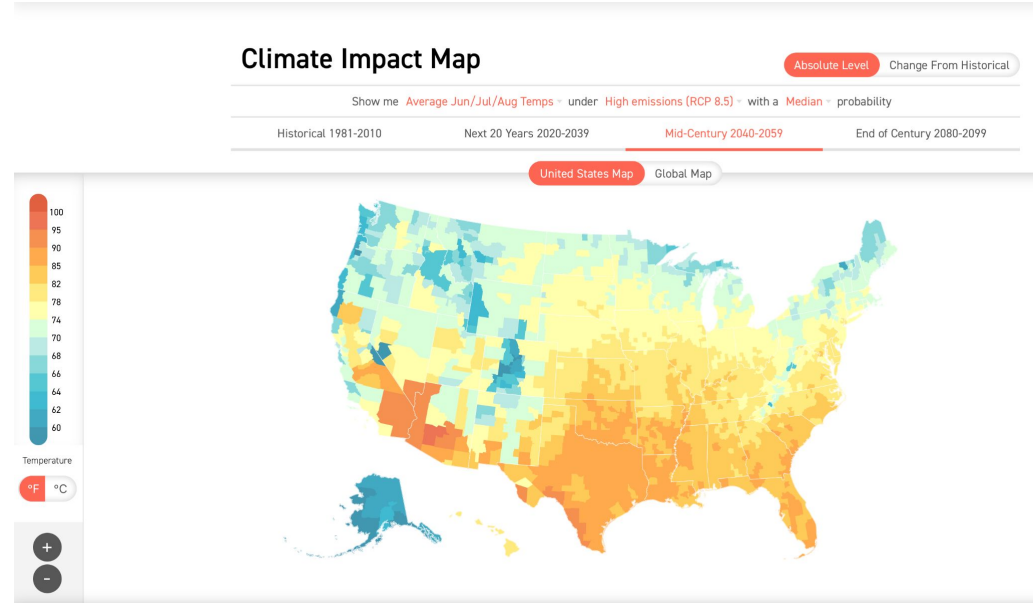 Climate Impact Map
Absolute Level Change From Historical
Show me Average Jun/Jul/Aug Temps under High emissions (RCP 8.5) with a Median probability
Historical 1981-2010 Next 20 Years 2020-2039 Mid-Century 2040-2059 End of Century 2080-2099
United States Map Global Map
100
95
90
85
82
78
74
70
68
66
64
62
60
Temperature
°F °C
+
-